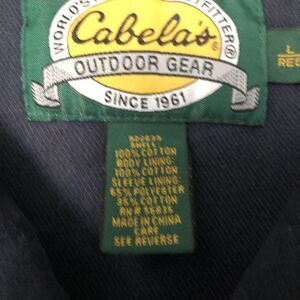 WORLD'S OUTFITTER®
Cabela's
OUTDOOR GEAR
SINCE 1961
L
REG
SHELL
100% COTTON
BODY LINING:
100% COTTON
SLEEVE LINING:
65% POLYESTER
35% COTTON
RN# 56835
MADE IN CHINA
CARE
SEE REVERSE